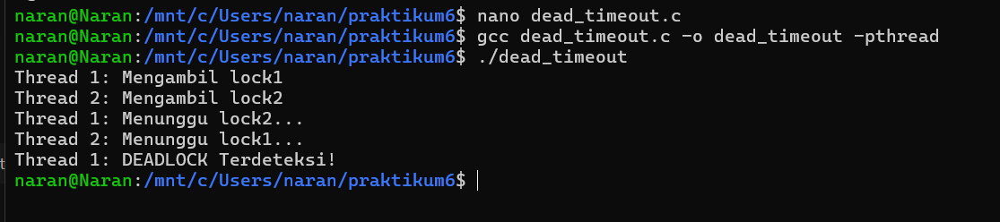 naran@Naran:/mnt/c/Users/naran/praktikum6$ nano dead_timeout.c
naran@Naran:/mnt/c/Users/naran/praktikum6$ gcc dead_timeout.c -o dead_timeout -pthread
naran@Naran:/mnt/c/Users/naran/praktikum6$ ./dead_timeout
Thread 1: Mengambil lock1
Thread 2: Mengambil lock2
Thread 1: Menunggu lock2...
Thread 2: Menunggu lock1...
Thread 1: DEADLOCK Terdeteksi!
naran@Naran:/mnt/c/Users/naran/praktikum6$